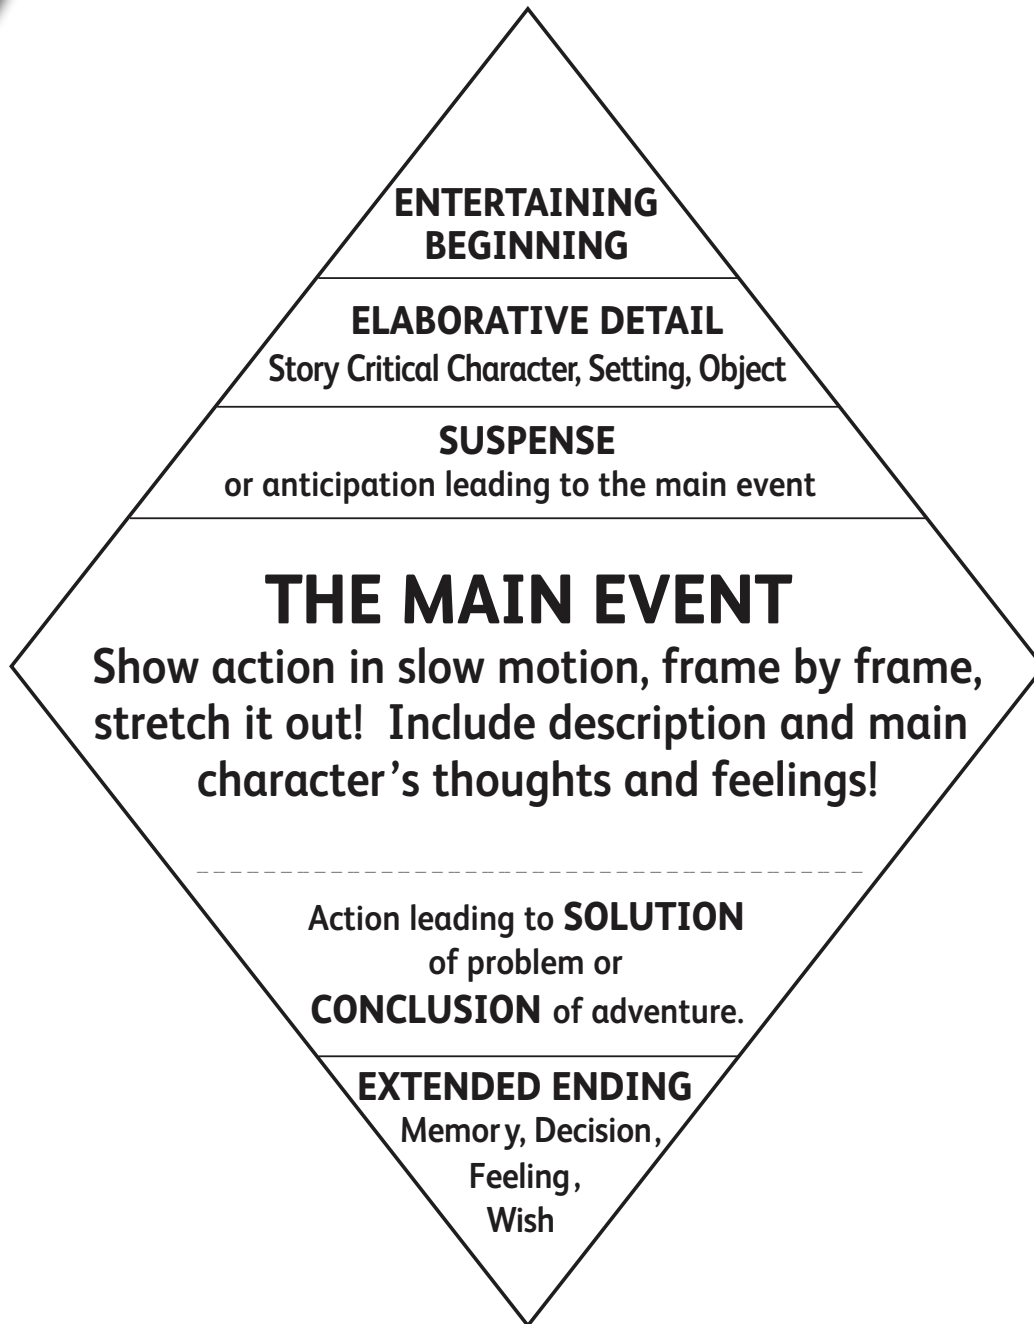 ENTERTAINING
BEGINNING
ELABORATIVE DETAIL
Story Critical Character, Setting, Object
SUSPENSE
or anticipation leading to the main event
THE MAIN EVENT
Show action in slow motion, frame by frame,
stretch it out! Include description and main
character's thoughts and feelings!
Action leading to SOLUTION
of problem or
CONCLUSION of adventure.
EXTENDED ENDING
Memory, Decision,
Feeling,
Wish